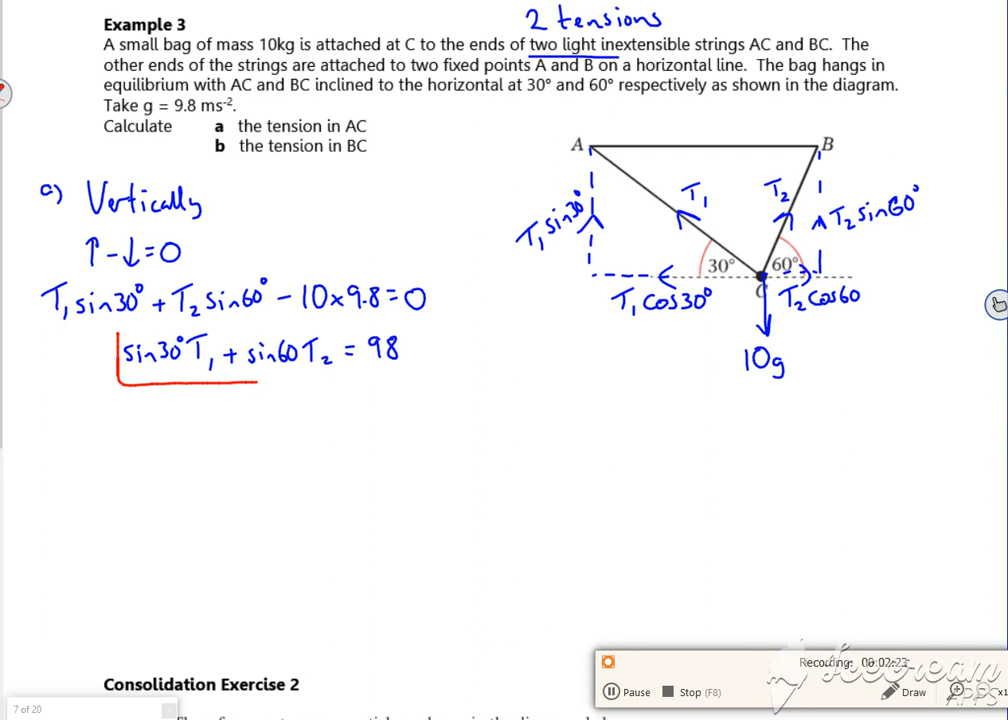 2 tensions
Example 3
A small bag of mass 10kg is attached at C to the ends of two light inextensible strings AC and BC. The
other ends of the strings are attached to two fixed points A and B on a horizontal line. The bag hangs in
equilibrium with AC and BC inclined to the horizontal at 30° and 60° respectively as shown in the diagram.
Take g = 9.8 ms⁻².
Calculate a the tension in AC
b the tension in BC
A B
a) Vertically
T₁ T₂
T₁ sin30° T₂ sin60°
↑ - ↓ = 0
30° 60°
C
T₁ sin30° + T₂ sin60° - 10 × 9.8 = 0
T₁ cos30° T₂ cos60
sin30° T₁ + sin60 T₂ = 98
10g
Recording: 00:02:23
Pause Stop (F8) Draw x1
Icecream
APPS
Consolidation Exercise 2
7 of 20